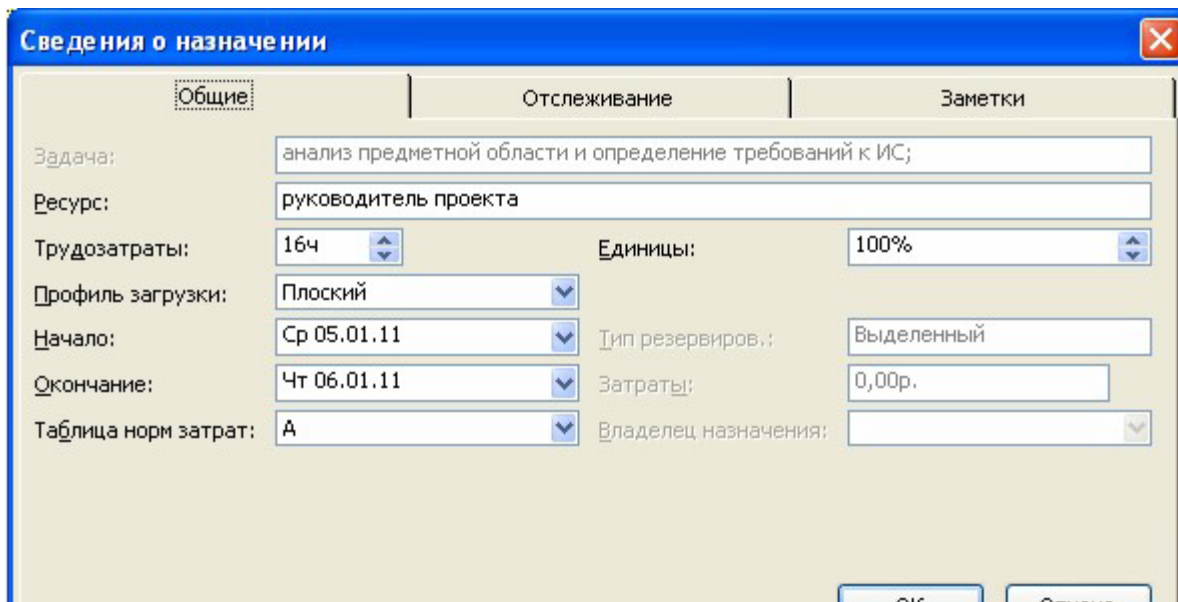 Сведения о назначении
Общие Отслеживание Заметки
Задача: анализ предметной области и определение требований к ИС;
Ресурс: руководитель проекта
Трудозатраты: 16ч Единицы: 100%
Профиль загрузки: Плоский
Начало: Ср 05.01.11 Тип резервиров.: Выделенный
Окончание: Чт 06.01.11 Затраты: 0,00р.
Таблица норм затрат: A Владелец назначения: